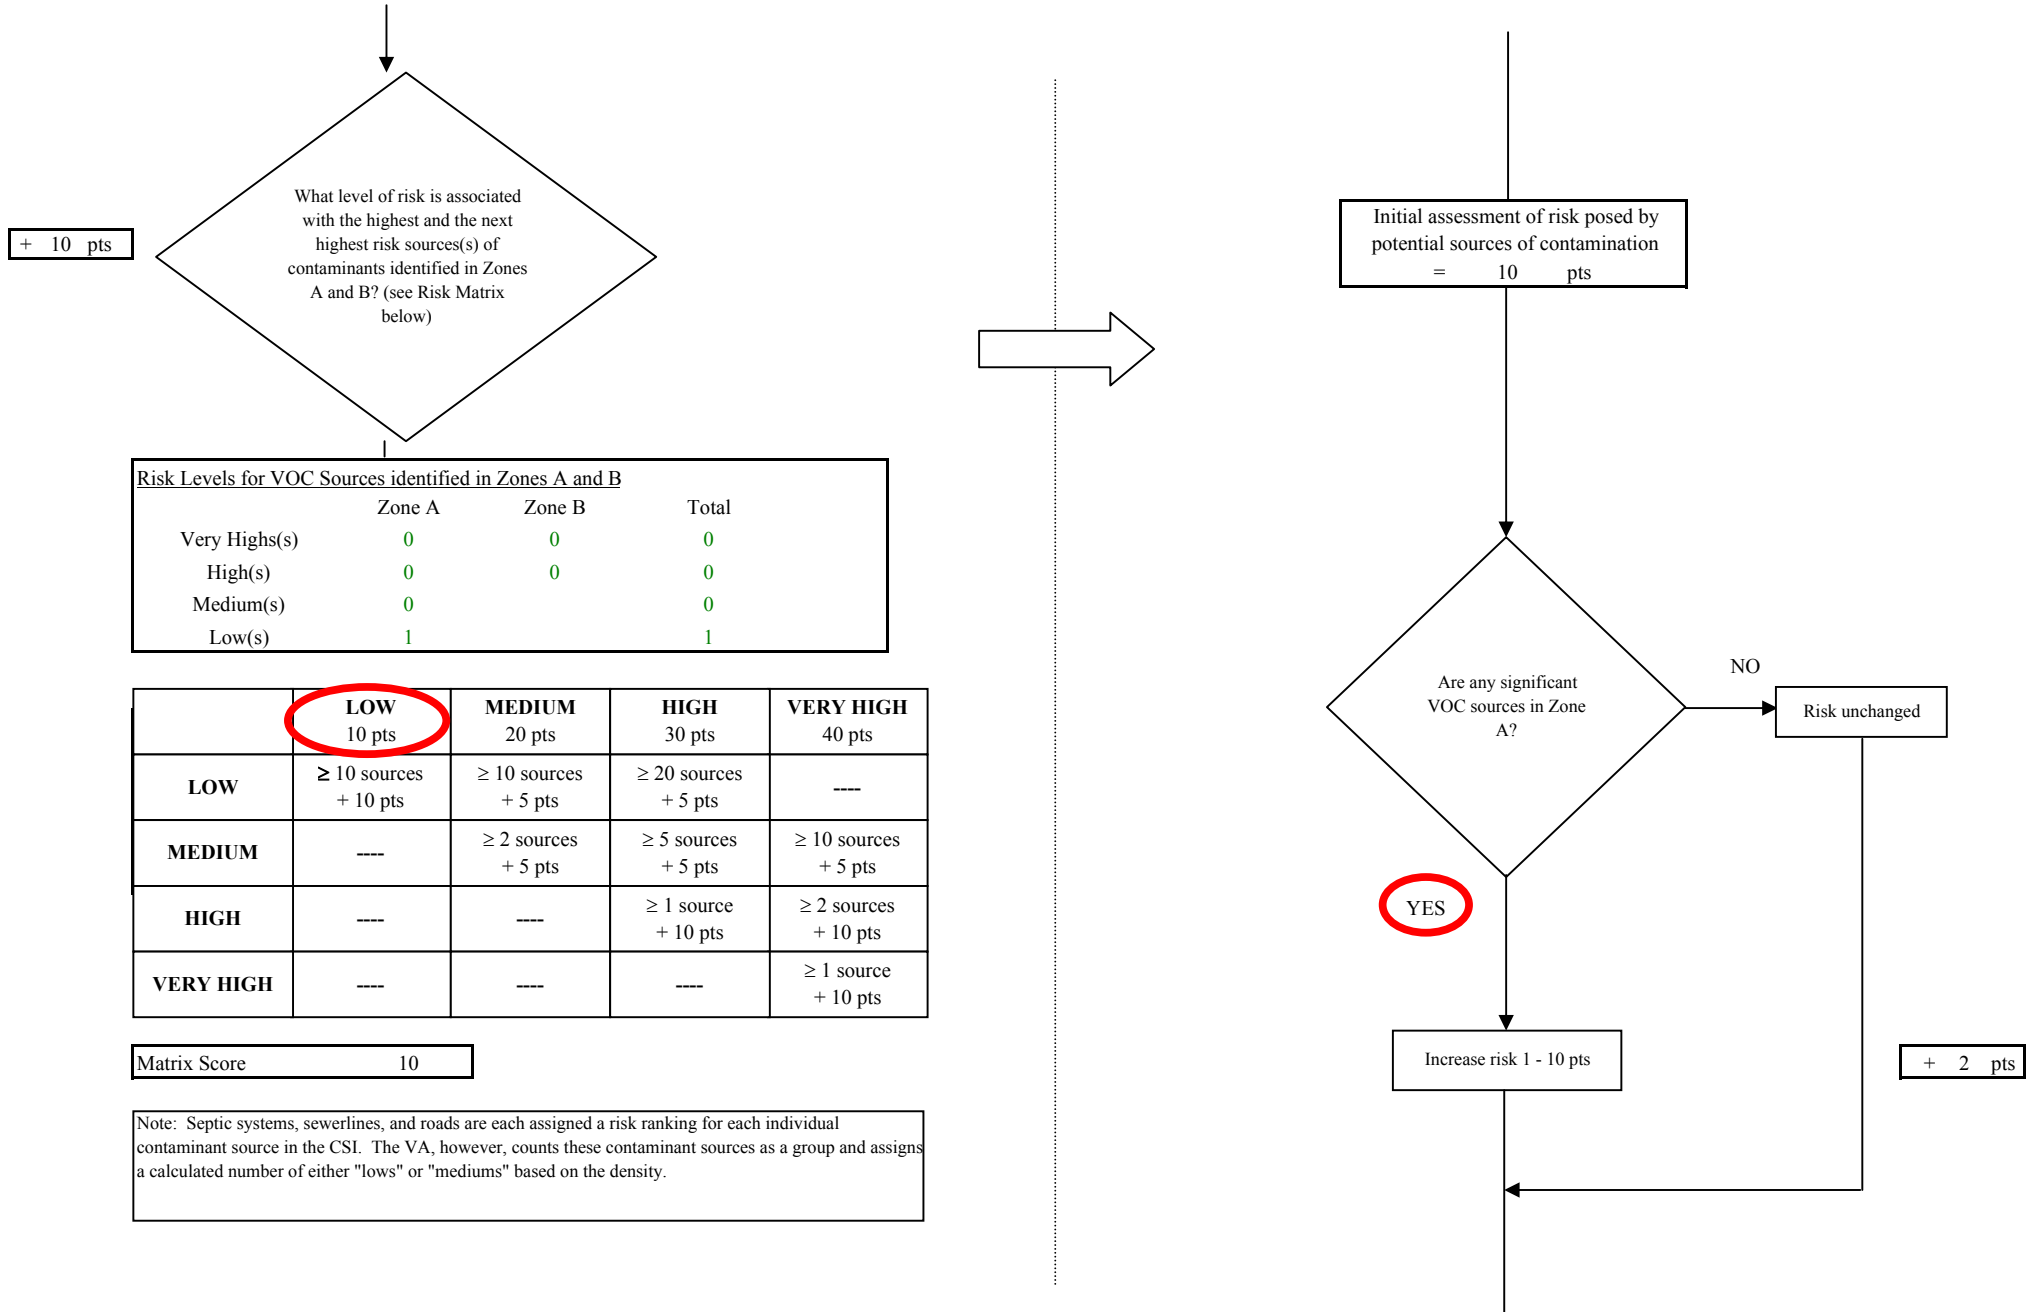 What level of risk is associated
with the highest and the next
highest risk sources(s) of
contaminants identified in Zones
A and B? (see Risk Matrix
below)
+ 10 pts
Risk Levels for VOC Sources identified in Zones A and B
Zone A Zone B Total
Very Highs(s) 0 0 0
High(s) 0 0 0
Medium(s) 0 0
Low(s) 1 1
LOW MEDIUM HIGH VERY HIGH
10 pts 20 pts 30 pts 40 pts
LOW ≥ 10 sources + 10 pts ≥ 10 sources + 5 pts ≥ 20 sources + 5 pts ----
MEDIUM ---- ≥ 2 sources + 5 pts ≥ 5 sources + 5 pts ≥ 10 sources + 5 pts
HIGH ---- ---- ≥ 1 source + 10 pts ≥ 2 sources + 10 pts
VERY HIGH ---- ---- ---- ≥ 1 source + 10 pts
Matrix Score 10
Note: Septic systems, sewerlines, and roads are each assigned a risk ranking for each individual
contaminant source in the CSI. The VA, however, counts these contaminant sources as a group and assigns
a calculated number of either "lows" or "mediums" based on the density.
Initial assessment of risk posed by
potential sources of contamination
= 10 pts
Are any significant
VOC sources in Zone
A?
NO
Risk unchanged
YES
Increase risk 1 - 10 pts
+ 2 pts